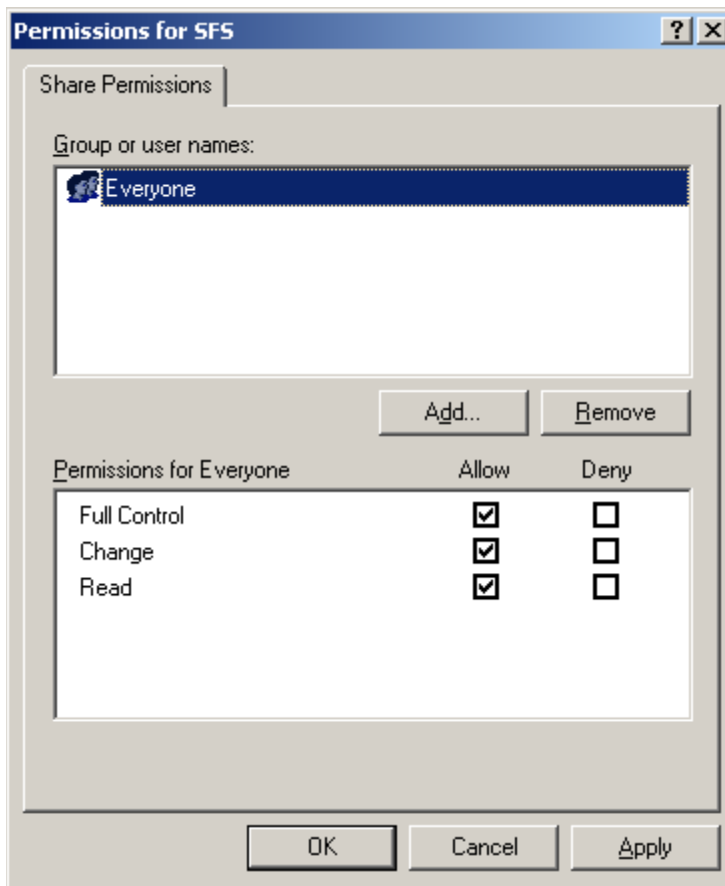 Permissions for SFS
Share Permissions
Group or user names:
Everyone
Add... Remove
Permissions for Everyone Allow Deny
Full Control
Change
Read
OK Cancel Apply